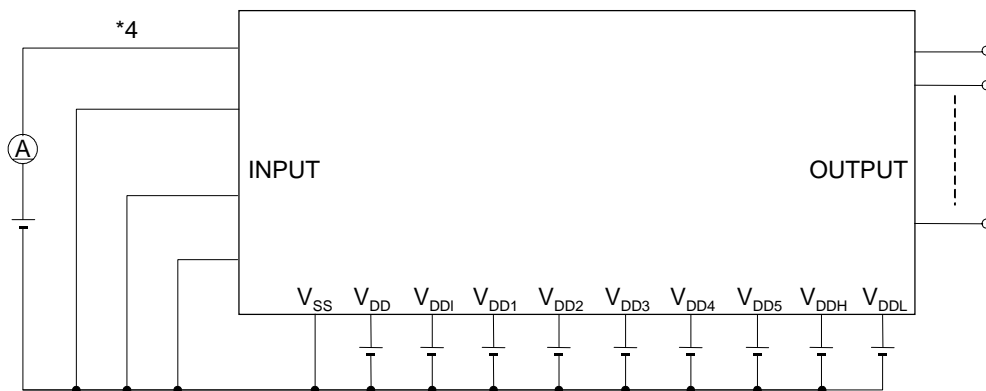 *4
A
INPUT
OUTPUT
VSS VDD VDDI VDD1 VDD2 VDD3 VDD4 VDD5 VDDH VDDL